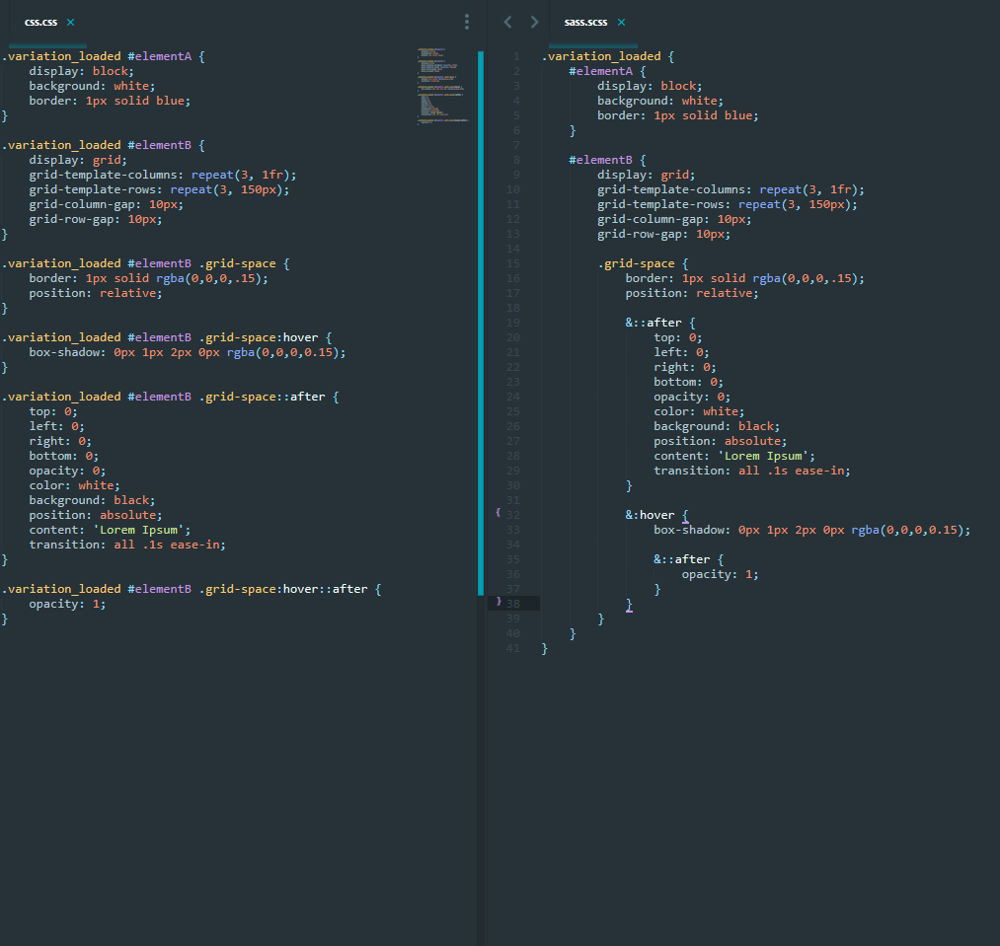 css.css ×
.variation_loaded #elementA {
    display: block;
    background: white;
    border: 1px solid blue;
}

.variation_loaded #elementB {
    display: grid;
    grid-template-columns: repeat(3, 1fr);
    grid-template-rows: repeat(3, 150px);
    grid-column-gap: 10px;
    grid-row-gap: 10px;
}

.variation_loaded #elementB .grid-space {
    border: 1px solid rgba(0,0,0,.15);
    position: relative;
}

.variation_loaded #elementB .grid-space:hover {
    box-shadow: 0px 1px 2px 0px rgba(0,0,0,0.15);
}

.variation_loaded #elementB .grid-space::after {
    top: 0;
    left: 0;
    right: 0;
    bottom: 0;
    opacity: 0;
    color: white;
    background: black;
    position: absolute;
    content: 'Lorem Ipsum';
    transition: all .1s ease-in;
}

.variation_loaded #elementB .grid-space:hover::after {
    opacity: 1;
}
sass.scss ×
1 .variation_loaded {
2     #elementA {
3         display: block;
4         background: white;
5         border: 1px solid blue;
6     }
7
8     #elementB {
9         display: grid;
10         grid-template-columns: repeat(3, 1fr);
11         grid-template-rows: repeat(3, 150px);
12         grid-column-gap: 10px;
13         grid-row-gap: 10px;
14
15         .grid-space {
16             border: 1px solid rgba(0,0,0,.15);
17             position: relative;
18
19             &::after {
20                 top: 0;
21                 left: 0;
22                 right: 0;
23                 bottom: 0;
24                 opacity: 0;
25                 color: white;
26                 background: black;
27                 position: absolute;
28                 content: 'Lorem Ipsum';
29                 transition: all .1s ease-in;
30             }
31
{ 32             &:hover {
33                 box-shadow: 0px 1px 2px 0px rgba(0,0,0,0.15);
34
35                 &::after {
36                     opacity: 1;
37                 }
} 38             }
39         }
40     }
41 }